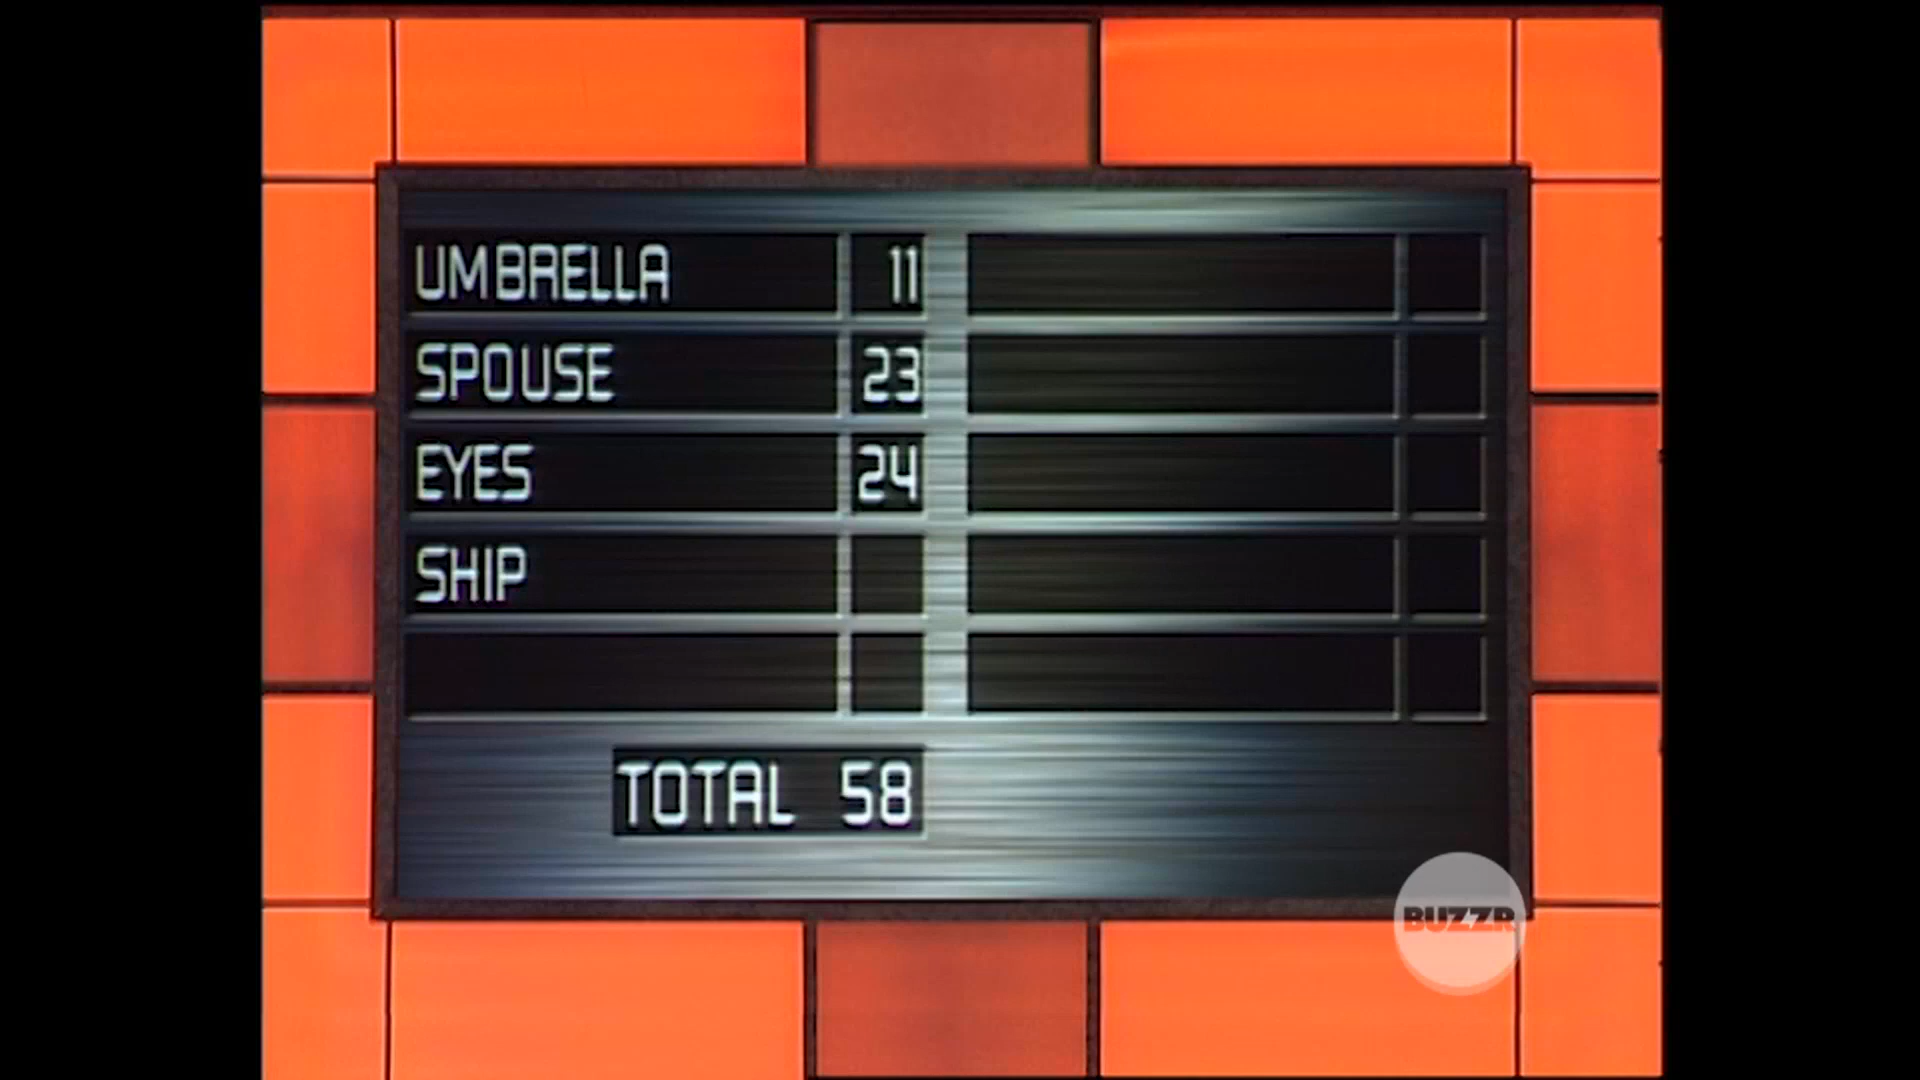 UMBRELLA 11
SPOUSE 23
EYES 24
SHIP
TOTAL 58
BUZZR